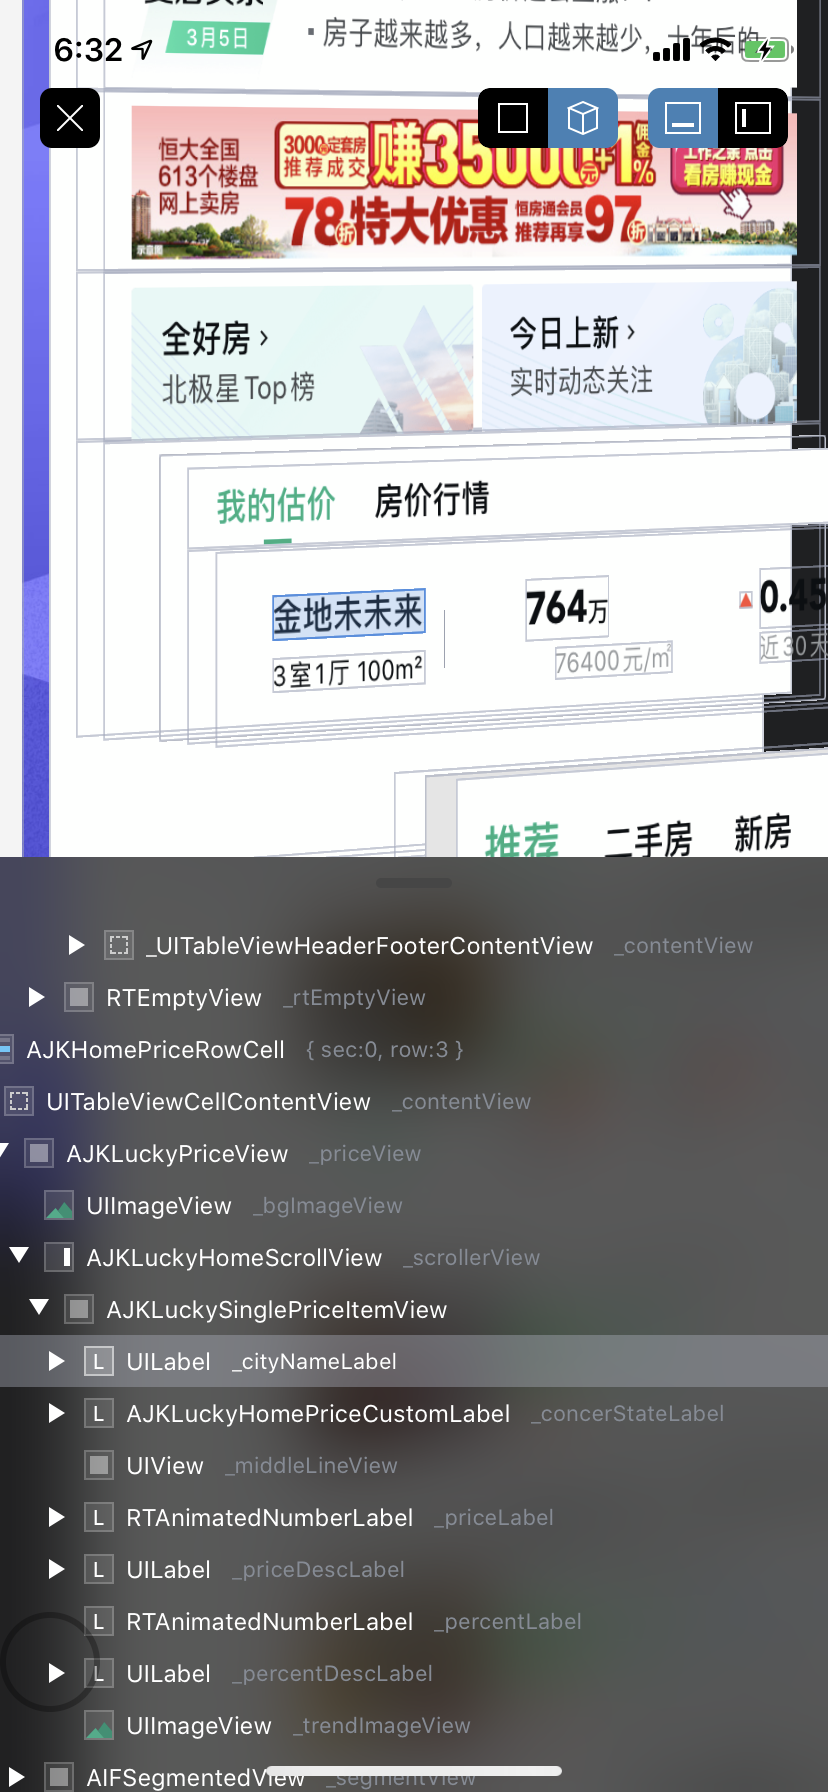 6:32
3月5日
·房子越来越多，人口越来越少，十年后的
恒大全国
613个楼盘
网上卖房
3000元定套房
推荐成交
赚35000元+1%
佣金
78折特大优惠
恒房通会员
推荐再享
97折
看房赚现金
示意图
全好房 ›
北极星Top榜
今日上新 ›
实时动态关注
我的估价 房价行情
金地未未来
764万
0.45
3室1厅 100m²
76400元/㎡
近30天
推荐 二手房 新房
_UITableViewHeaderFooterContentView _contentView
RTEmptyView _rtEmptyView
AJKHomePriceRowCell { sec:0, row:3 }
UITableViewCellContentView _contentView
AJKLuckyPriceView _priceView
UIImageView _bgImageView
AJKLuckyHomeScrollView _scrollerView
AJKLuckySinglePriceItemView
L UILabel _cityNameLabel
L AJKLuckyHomePriceCustomLabel _concerStateLabel
UIView _middleLineView
L RTAnimatedNumberLabel _priceLabel
L UILabel _priceDescLabel
L RTAnimatedNumberLabel _percentLabel
L UILabel _percentDescLabel
UIImageView _trendImageView
AIFSegmentedView _segmentView